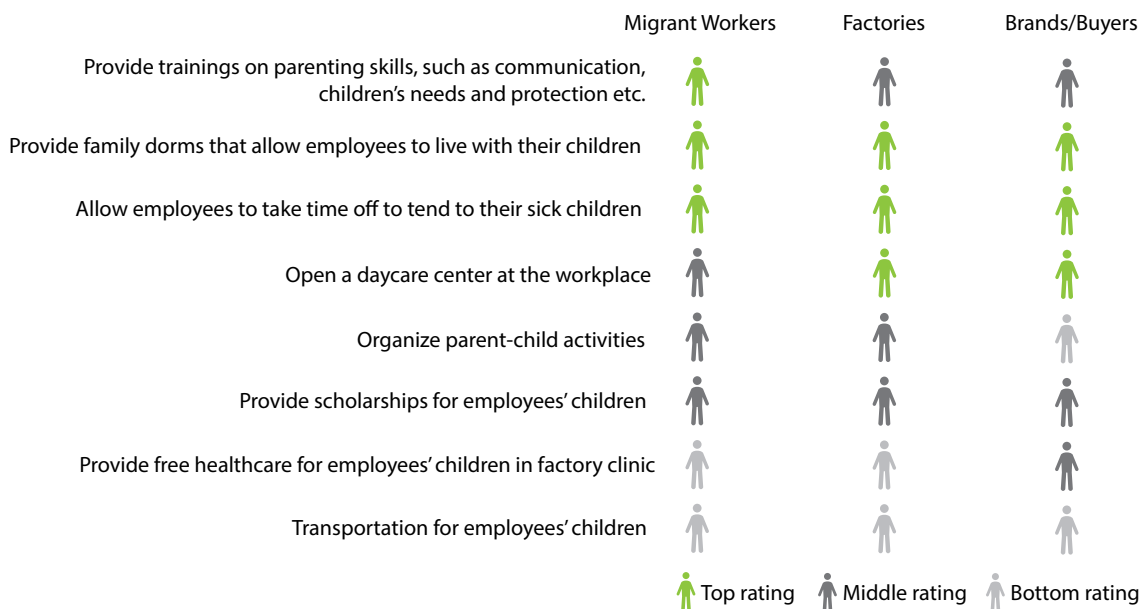 Migrant Workers Factories Brands/Buyers
Provide trainings on parenting skills, such as communication,
children’s needs and protection etc.
Provide family dorms that allow employees to live with their children
Allow employees to take time off to tend to their sick children
Open a daycare center at the workplace
Organize parent-child activities
Provide scholarships for employees’ children
Provide free healthcare for employees’ children in factory clinic
Transportation for employees’ children
Top rating Middle rating Bottom rating